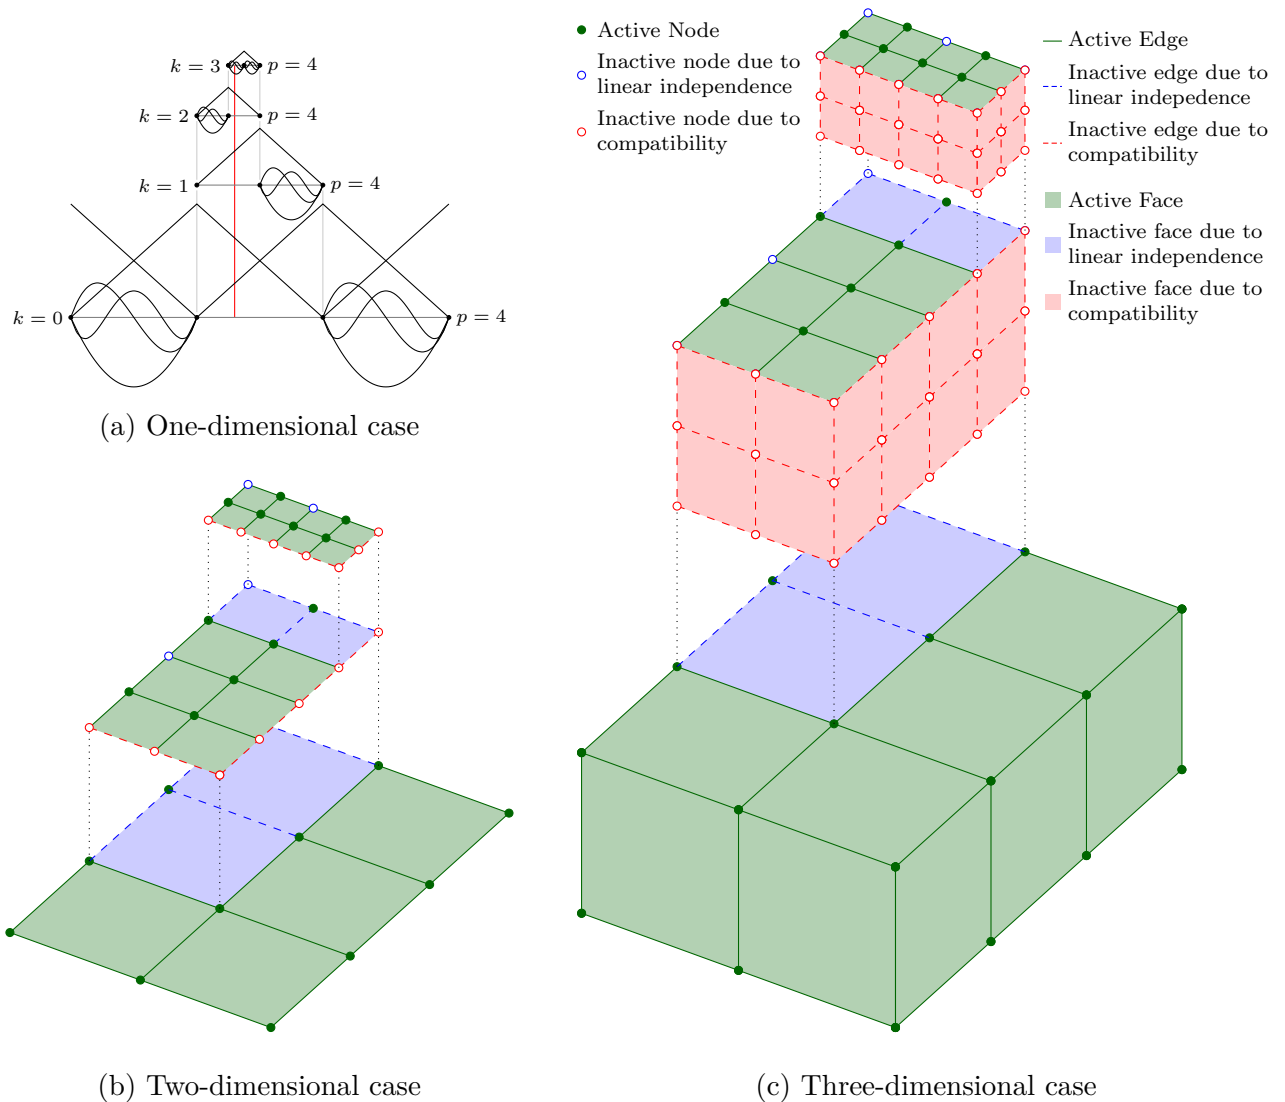 k = 3
p = 4
k = 2
p = 4
k = 1
p = 4
k = 0
p = 4
(a) One-dimensional case
(b) Two-dimensional case
Active Node
Inactive node due to
linear independence
Inactive node due to
compatibility
Active Edge
Inactive edge due to
linear indepedence
Inactive edge due to
compatibility
Active Face
Inactive face due to
linear independence
Inactive face due to
compatibility
(c) Three-dimensional case